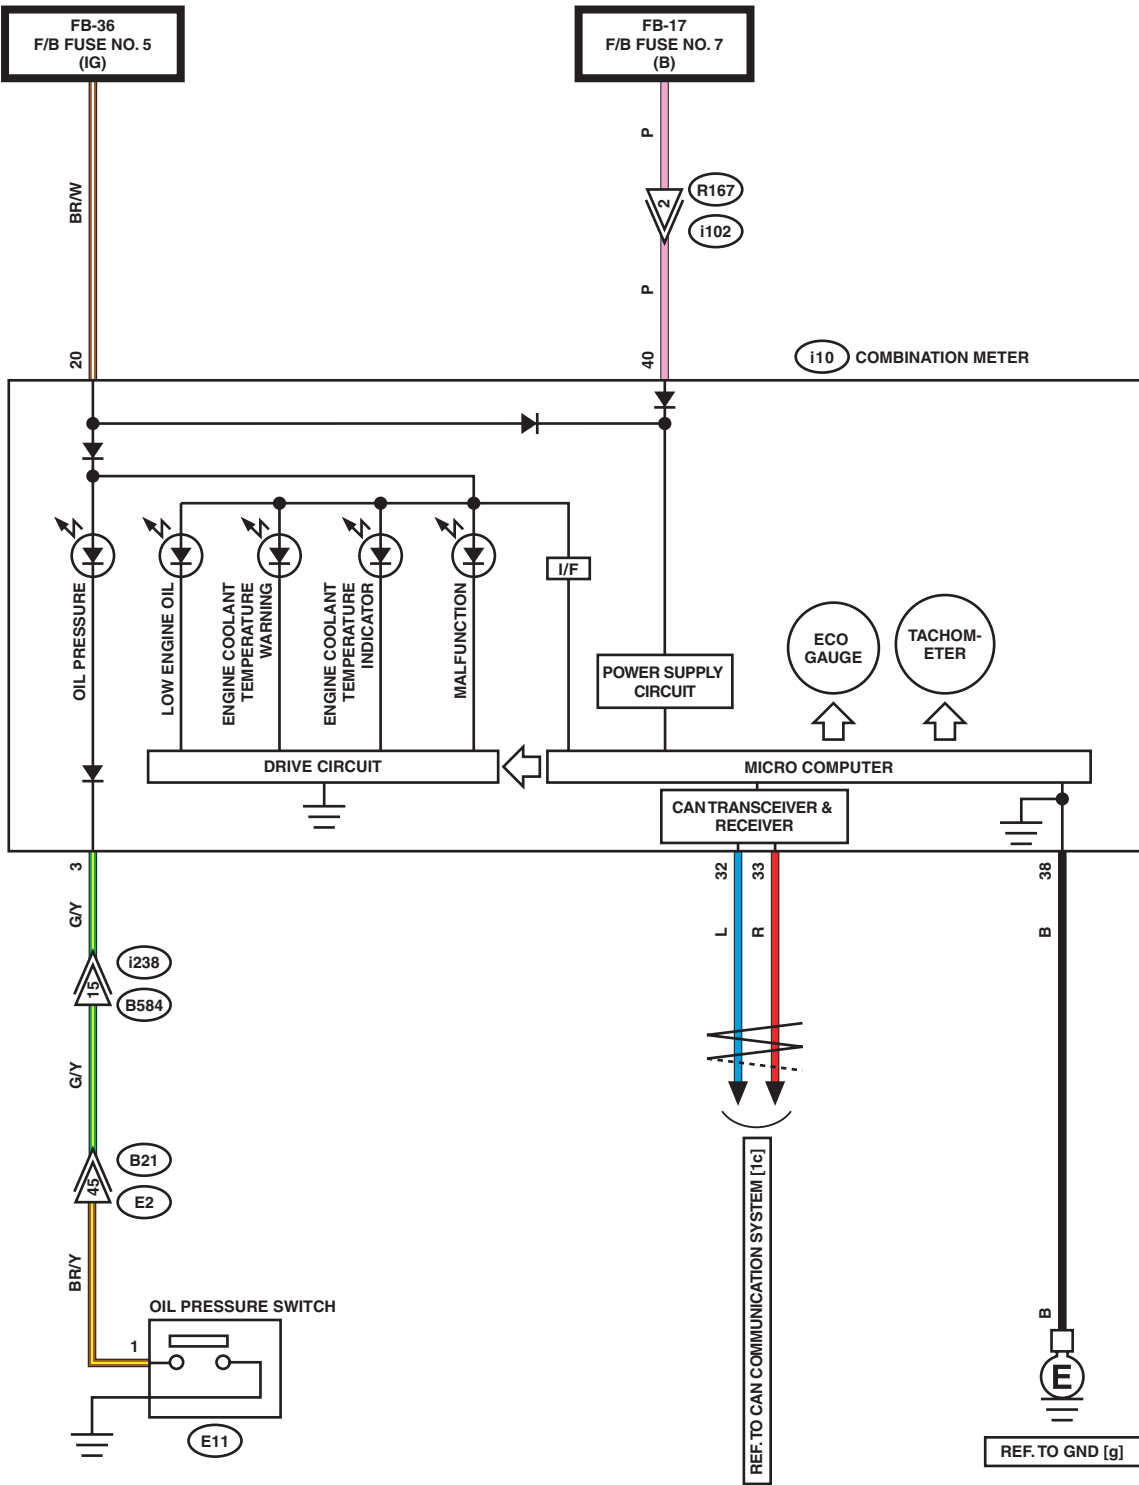 FB-36
F/B FUSE NO. 5
(IG)
FB-17
F/B FUSE NO. 7
(B)
BR/W
P
2
R167
i102
P
20
40
i10
COMBINATION METER
OIL PRESSURE
LOW ENGINE OIL
ENGINE COOLANT
TEMPERATURE
WARNING
ENGINE COOLANT
TEMPERATURE
INDICATOR
MALFUNCTION
I/F
POWER SUPPLY
CIRCUIT
ECO
GAUGE
TACHOM-
ETER
DRIVE CIRCUIT
MICRO COMPUTER
CAN TRANSCEIVER &
RECEIVER
3
32
33
38
G/Y
L
R
B
15
i238
B584
G/Y
45
B21
E2
BR/Y
OIL PRESSURE SWITCH
1
E11
REF. TO CAN COMMUNICATION SYSTEM [1c]
B
E
REF. TO GND [g]